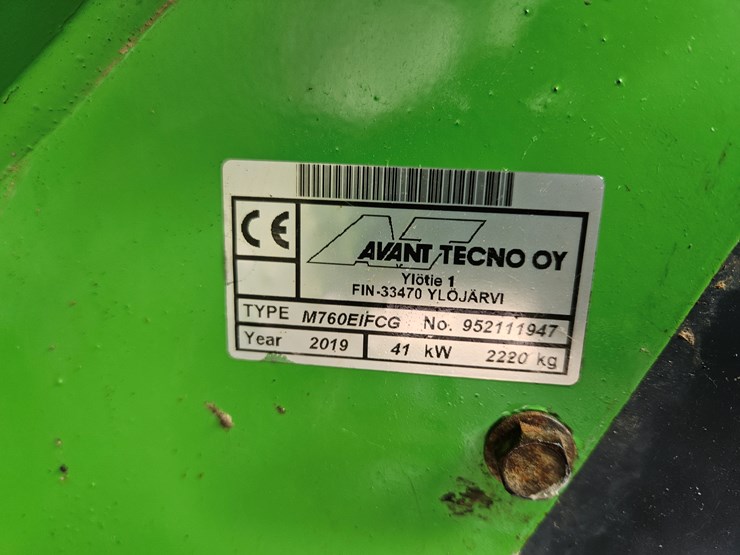 CE
AVANT TECNO OY
Ylötie 1
FIN-33470 YLÖJÄRVI
TYPE M760EIFCG No. 952111947
Year 2019 41 kW 2220 kg